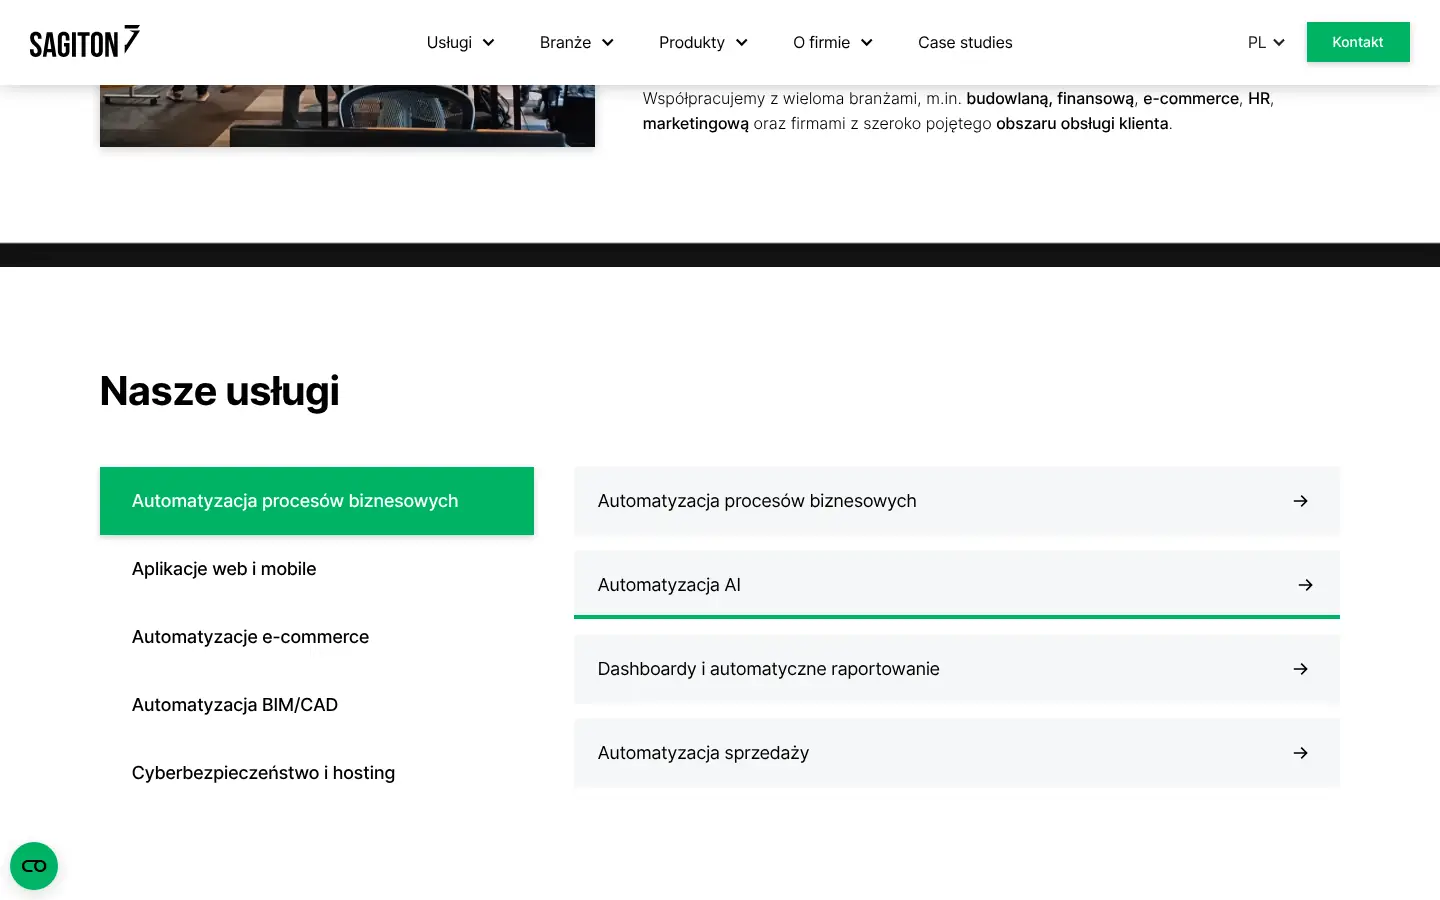 SAGITON
Usługi
Branże
Produkty
O firmie
Case studies
PL
Kontakt
Współpracujemy z wieloma branżami, m.in. budowlaną, finansową, e-commerce, HR,
marketingową oraz firmami z szeroko pojętego obszaru obsługi klienta.
Nasze usługi
Automatyzacja procesów biznesowych
Aplikacje web i mobile
Automatyzacje e-commerce
Automatyzacja BIM/CAD
Cyberbezpieczeństwo i hosting
Automatyzacja procesów biznesowych
Automatyzacja AI
Dashboardy i automatyczne raportowanie
Automatyzacja sprzedaży